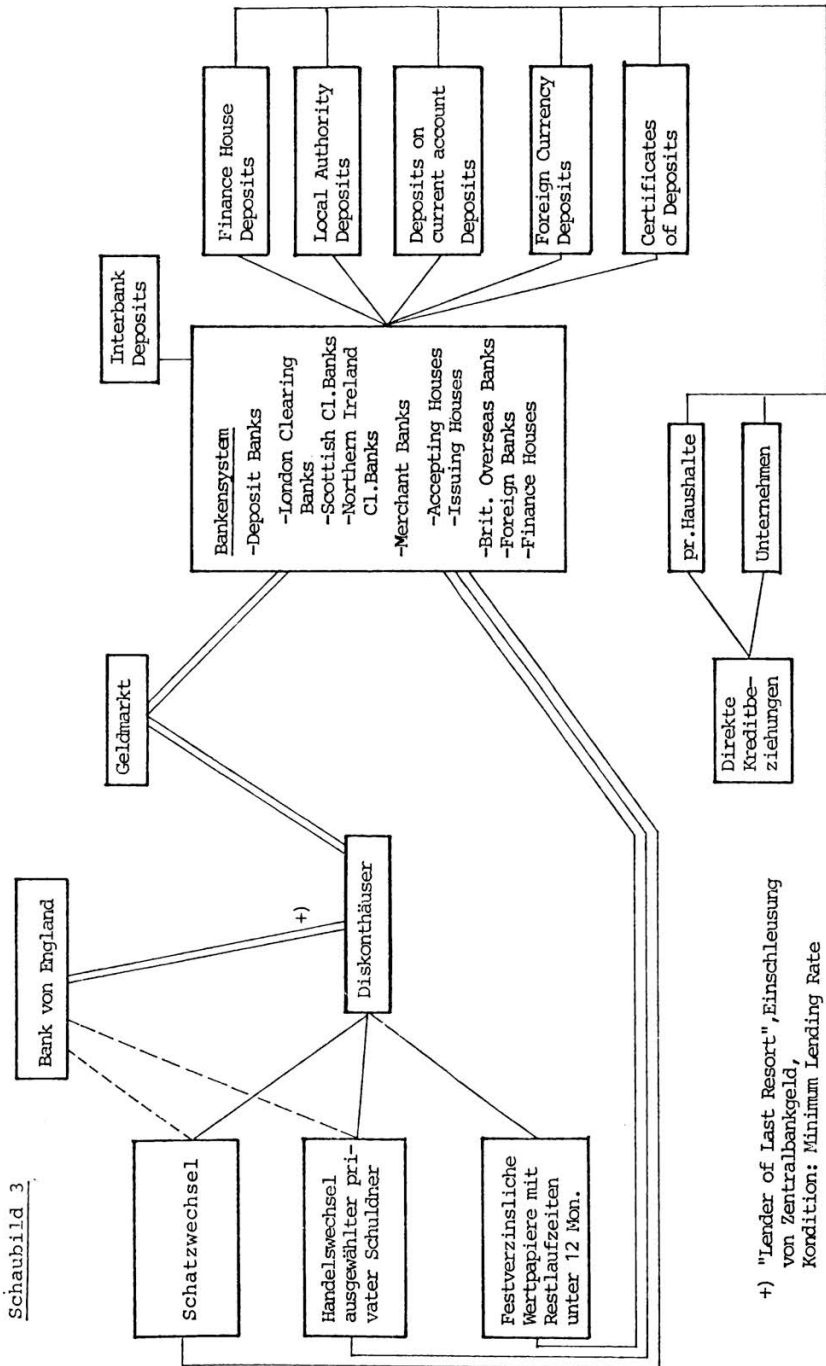 Schaubild 3
Bank von England
Geldmarkt
Interbank
Deposits
+)
Schatzwechsel
Handelswechsel
ausgewählter pri-
vater Schuldner
Festverzinsliche
Wertpapiere mit
Restlaufzeiten
unter 12 Mon.
Diskonthäuser
Bankensystem
-Deposit Banks
-London Clearing
Banks
-Scottish Cl.Banks
-Northern Ireland
Cl.Banks
-Merchant Banks
-Accepting Houses
-Issuing Houses
-Brit. Overseas Banks
-Foreign Banks
-Finance Houses
Finance House
Deposits
Local Authority
Deposits
Deposits on
current account
Deposits
Foreign Currency
Deposits
Certificates
of Deposits
Direkte
Kreditbe-
ziehungen
pr.Haushalte
Unternehmen
+) "Lender of Last Resort",Einschleusung
von Zentralbankgeld,
Kondition: Minimum Lending Rate